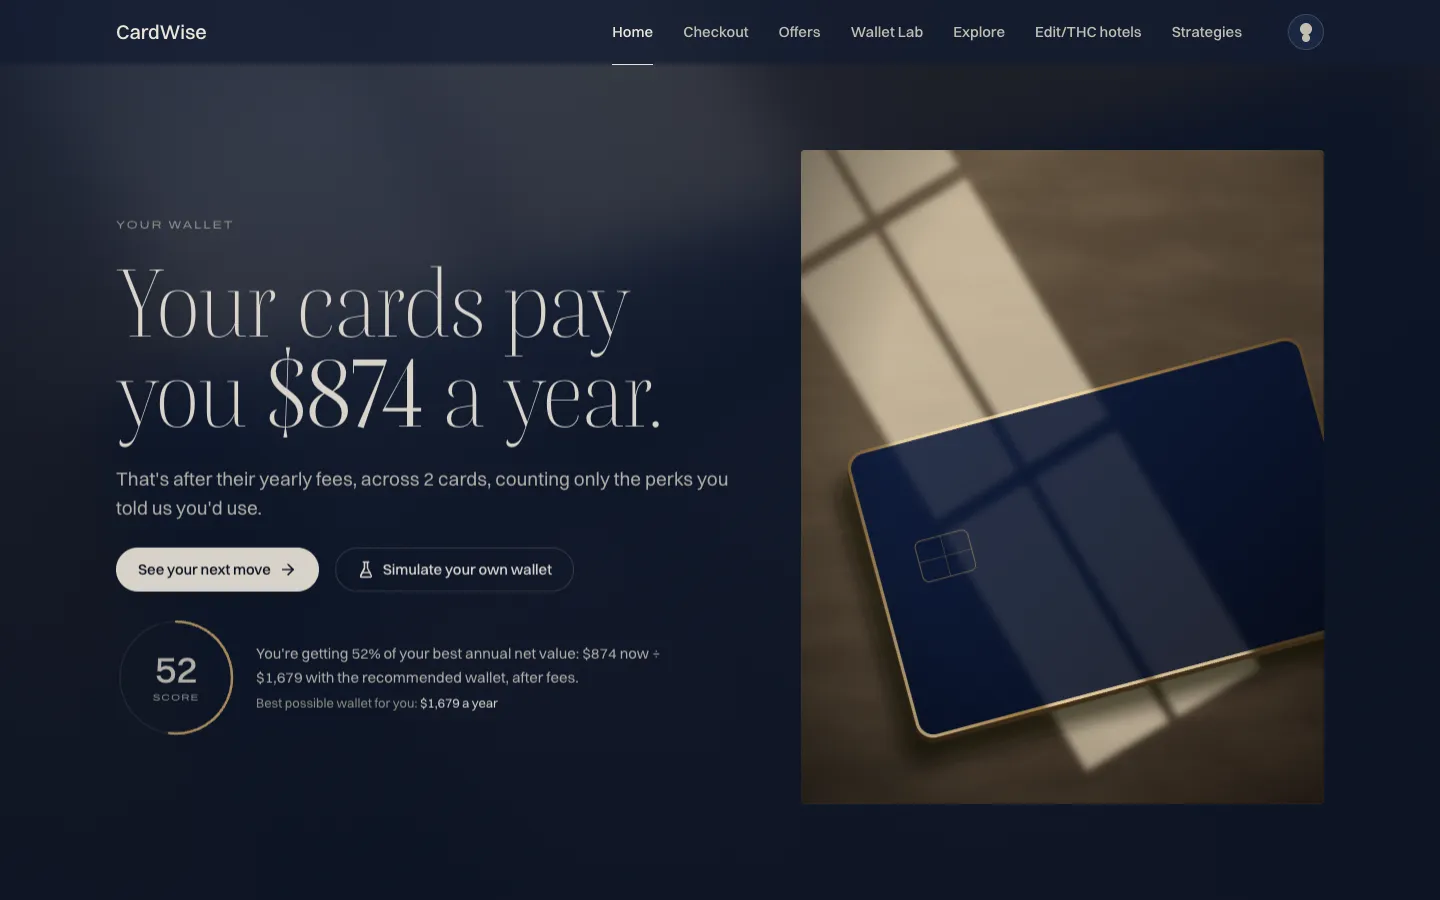 CardWise
Home
Checkout
Offers
Wallet Lab
Explore
Edit/THC hotels
Strategies
YOUR WALLET
Your cards pay
you $874 a year.
That's after their yearly fees, across 2 cards, counting only the perks you
told us you'd use.
See your next move →
Simulate your own wallet
52
SCORE
You're getting 52% of your best annual net value: $874 now ÷
$1,679 with the recommended wallet, after fees.
Best possible wallet for you: $1,679 a year